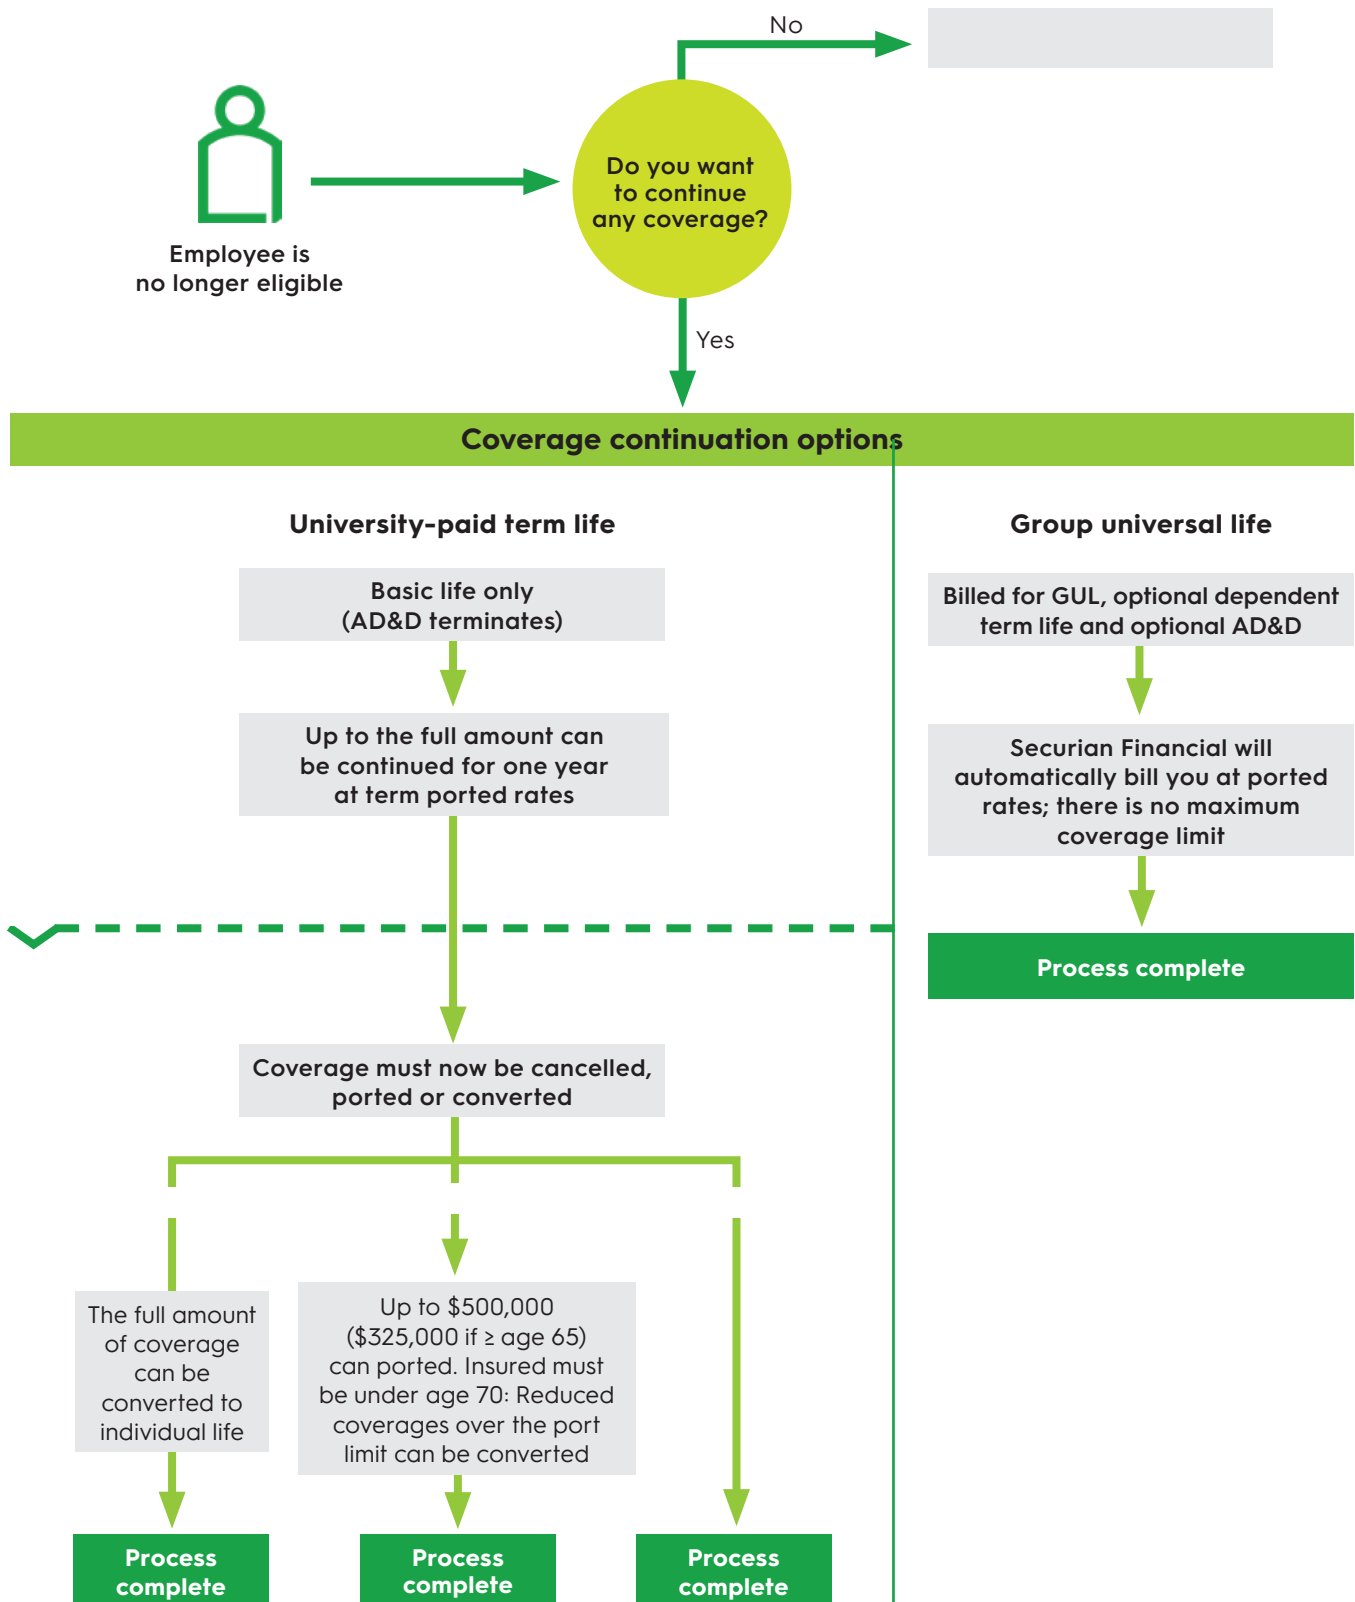 No
Do you want
to continue
any coverage?
Employee is
no longer eligible
Yes
Coverage continuation options
University-paid term life
Basic life only
(AD&D terminates)
Up to the full amount can
be continued for one year
at term ported rates
Coverage must now be cancelled,
ported or converted
The full amount
of coverage
can be
converted to
individual life
Up to $500,000
($325,000 if ≥ age 65)
can ported. Insured must
be under age 70: Reduced
coverages over the port
limit can be converted
Process
complete
Process
complete
Process
complete
Group universal life
Billed for GUL, optional dependent
term life and optional AD&D
Securian Financial will
automatically bill you at ported
rates; there is no maximum
coverage limit
Process complete